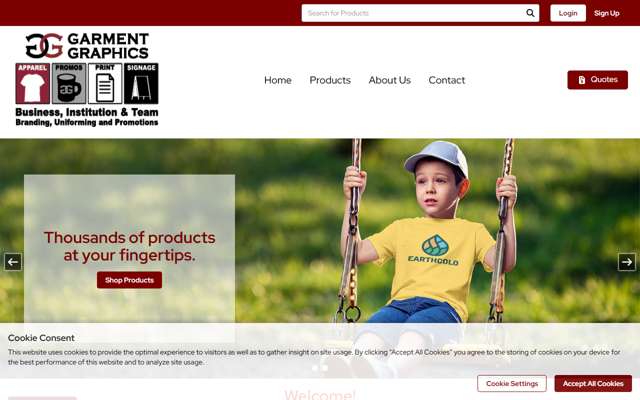 Search for Products
Login
Sign Up
GG GARMENT
GRAPHICS
APPAREL
PROMOS
PRINT
SIGNAGE
Business, Institution & Team
Branding, Uniforming and Promotions
Home
Products
About Us
Contact
Quotes
Thousands of products
at your fingertips.
Shop Products
EARTHGOLD
Cookie Consent
This website uses cookies to provide the optimal experience to visitors as well as to gather insight on site usage. By clicking "Accept All Cookies" you agree to the storing of cookies on your device for
the best performance of this website and to analyze site usage.
Cookie Settings
Accept All Cookies
Welcome!